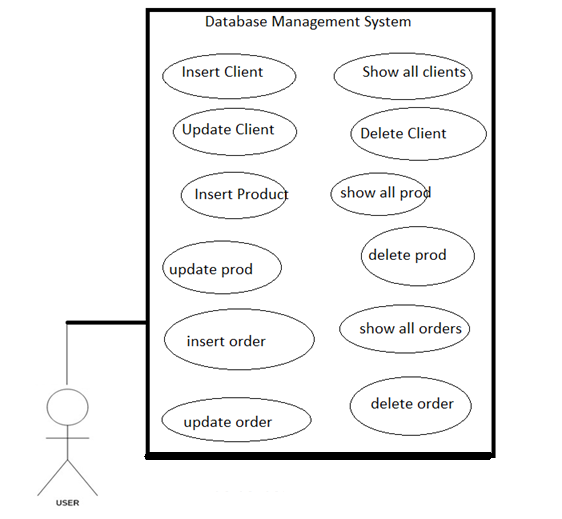 Database Management System
Insert Client
Show all clients
Update Client
Delete Client
Insert Product
show all prod
update prod
delete prod
insert order
show all orders
update order
delete order
USER